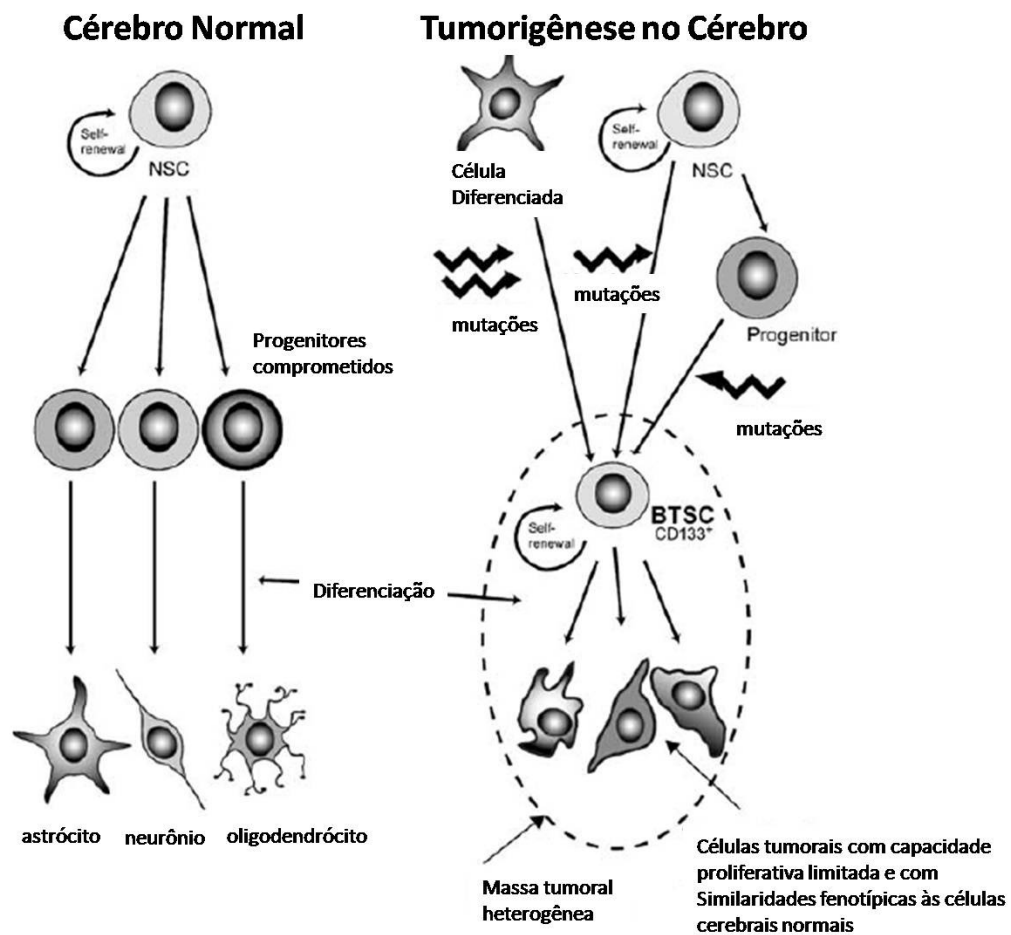 Cérebro Normal
Self-
renewal
NSC
Progenitores
comprometidos
Diferenciação
astrócito
neurônio
oligodendrócito
Tumorigênese no Cérebro
Célula
Diferenciada
Self-
renewal
NSC
mutações
mutações
Progenitor
mutações
Self-
renewal
BTSC
CD133+
Massa tumoral
heterogênea
Células tumorais com capacidade
proliferativa limitada e com
Similaridades fenotípicas às células
cerebrais normais